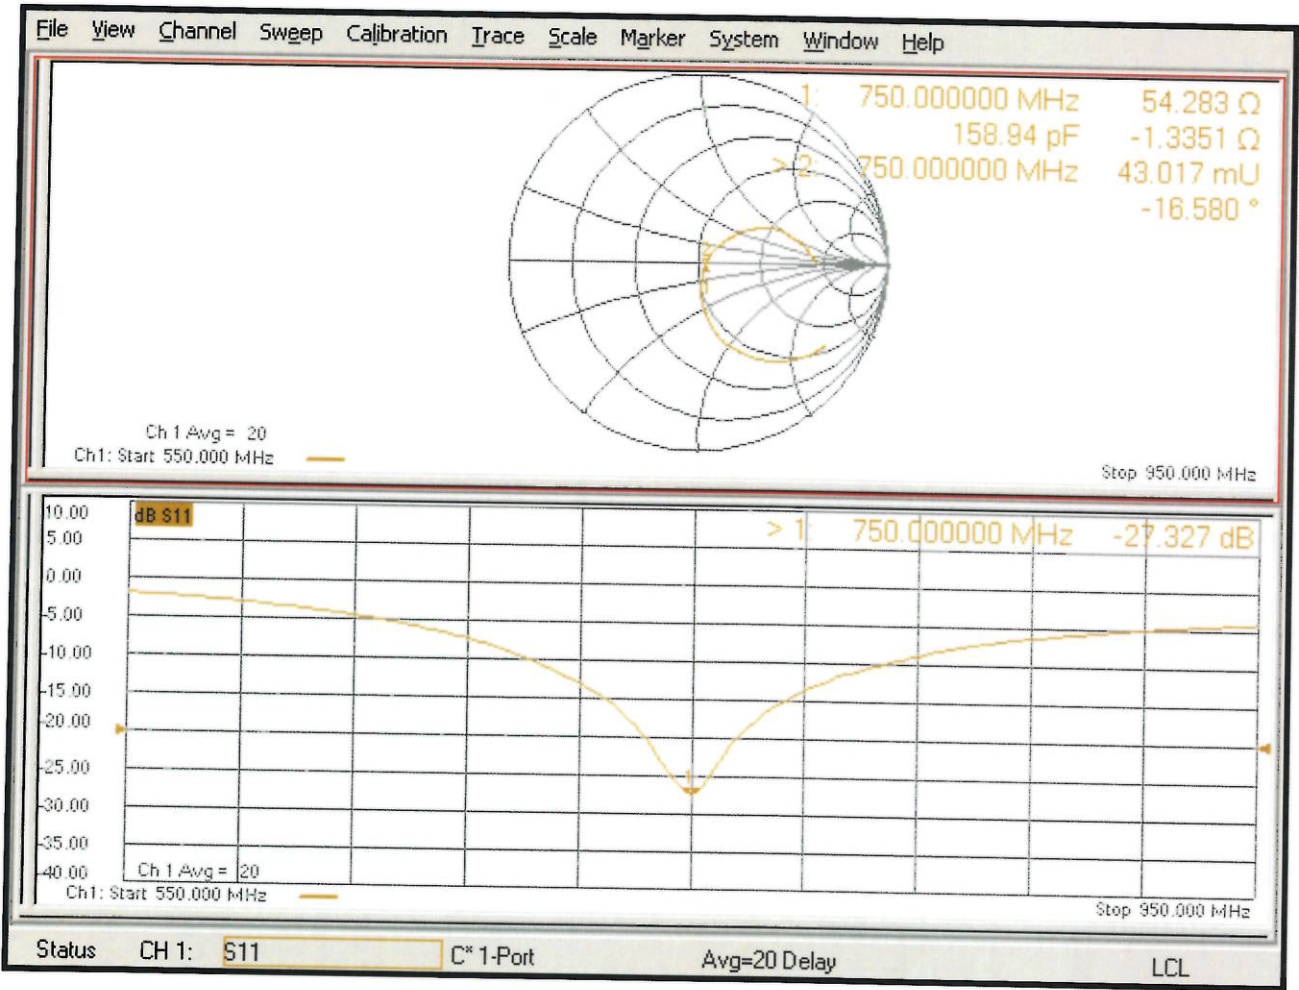 File View Channel Sweep Calibration Trace Scale Marker System Window Help
1: 750.000000 MHz 54.283 Ω
158.94 pF -1.3351 Ω
> 2: 750.000000 MHz 43.017 mU
-16.580 °
Ch 1 Avg = 20
Ch1: Start 550.000 MHz
Stop 950.000 MHz
10.00
dB S11
> 1: 750.000000 MHz -27.327 dB
5.00
0.00
-5.00
-10.00
-15.00
-20.00
-25.00
1
-30.00
-35.00
-40.00
Ch 1 Avg = 20
Ch1: Start 550.000 MHz
Stop 950.000 MHz
Status CH 1: S11 C* 1-Port Avg=20 Delay LCL